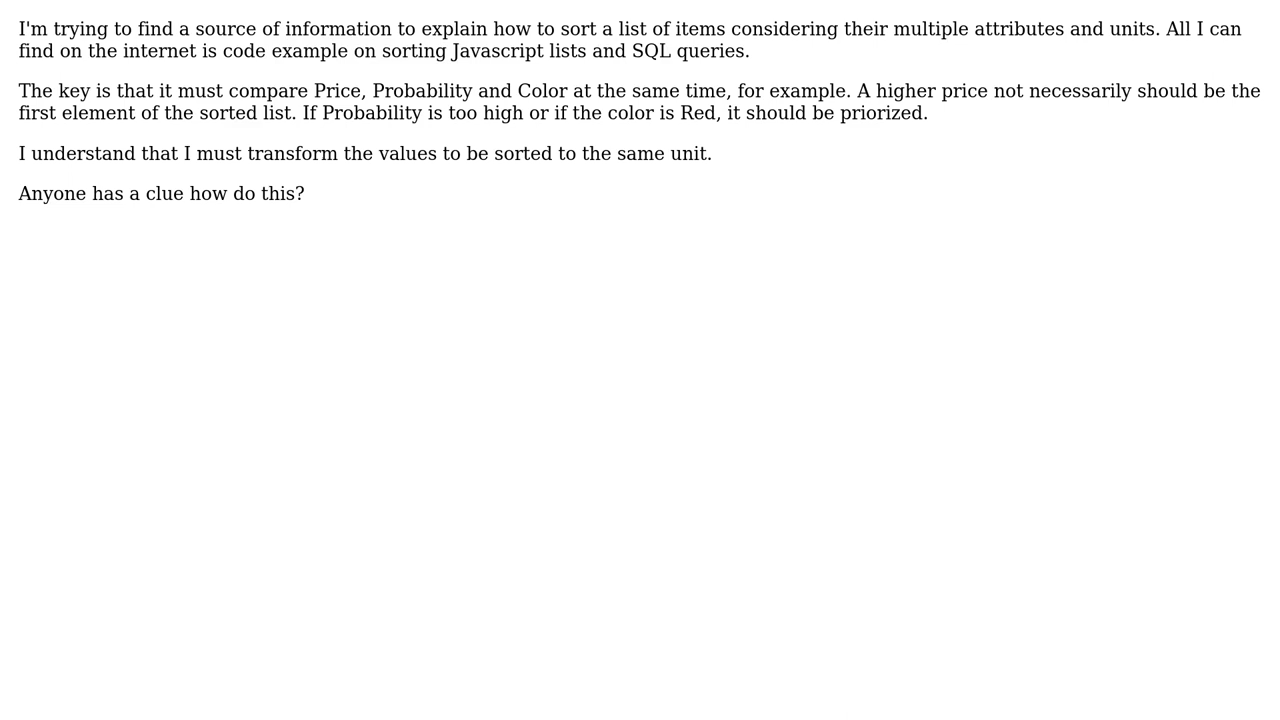 I'm trying to find a source of information to explain how to sort a list of items considering their multiple attributes and units. All I can
find on the internet is code example on sorting Javascript lists and SQL queries.
The key is that it must compare Price, Probability and Color at the same time, for example. A higher price not necessarily should be the
first element of the sorted list. If Probability is too high or if the color is Red, it should be priorized.
I understand that I must transform the values to be sorted to the same unit.
Anyone has a clue how do this?